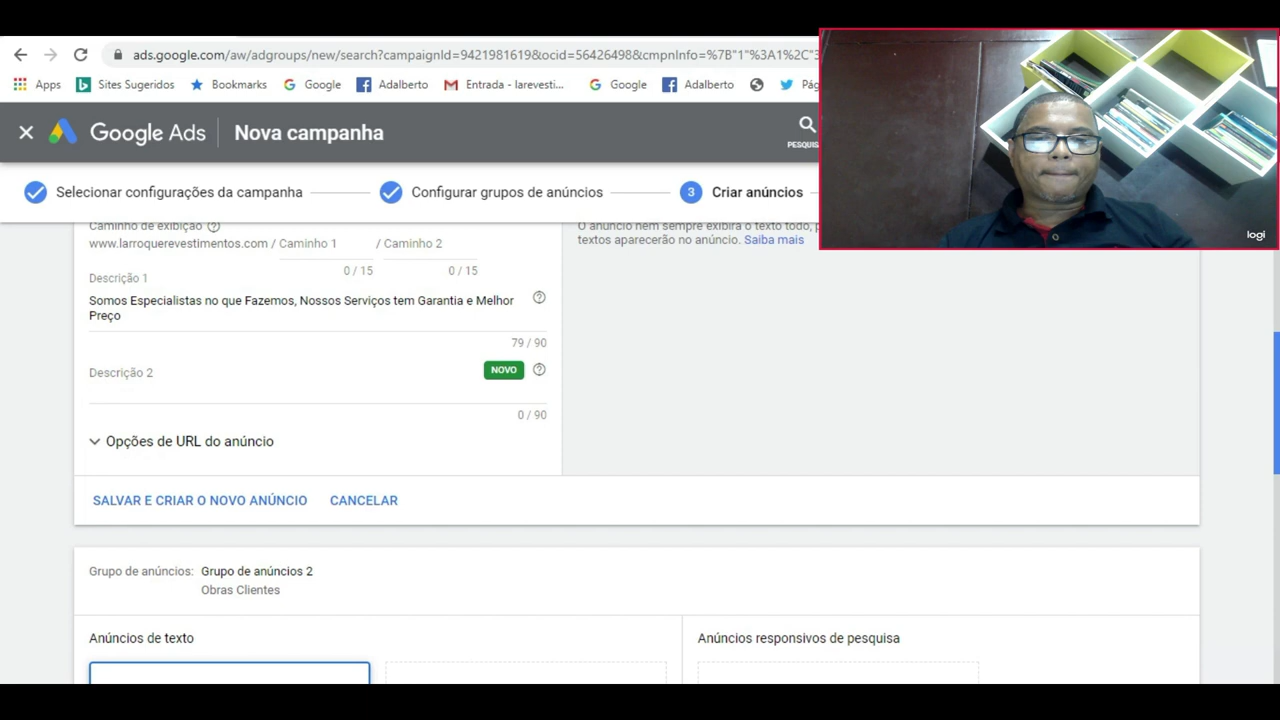 ads.google.com/aw/adgroups/new/search?campaignId=9421981619&ocid=56426498&cmpnInfo=%7B"1"%3A1%2C"3
Apps Sites Sugeridos Bookmarks Google Adalberto Entrada - larevesti... Google Adalberto Pág
Google Ads Nova campanha
PESQUIS
Selecionar configurações da campanha Configurar grupos de anúncios 3 Criar anúncios
logi
Caminho de exibição
O anúncio nem sempre exibirá o texto todo, p
www.larroquerevestimentos.com / Caminho 1 / Caminho 2
textos aparecerão no anúncio. Saiba mais
0 / 15 0 / 15
Descrição 1
Somos Especialistas no que Fazemos, Nossos Serviços tem Garantia e Melhor
Preço
79 / 90
Descrição 2 NOVO
0 / 90
Opções de URL do anúncio
SALVAR E CRIAR O NOVO ANÚNCIO CANCELAR
Grupo de anúncios: Grupo de anúncios 2
Obras Clientes
Anúncios de texto Anúncios responsivos de pesquisa